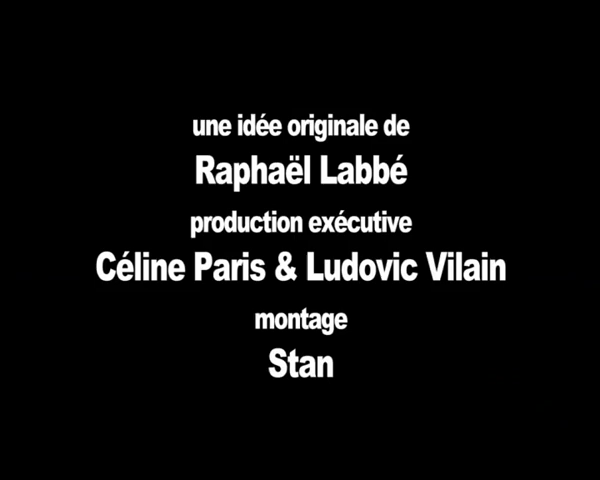 une idée originale de
Raphaël Labbé
production exécutive
Céline Paris & Ludovic Vilain
montage
Stan